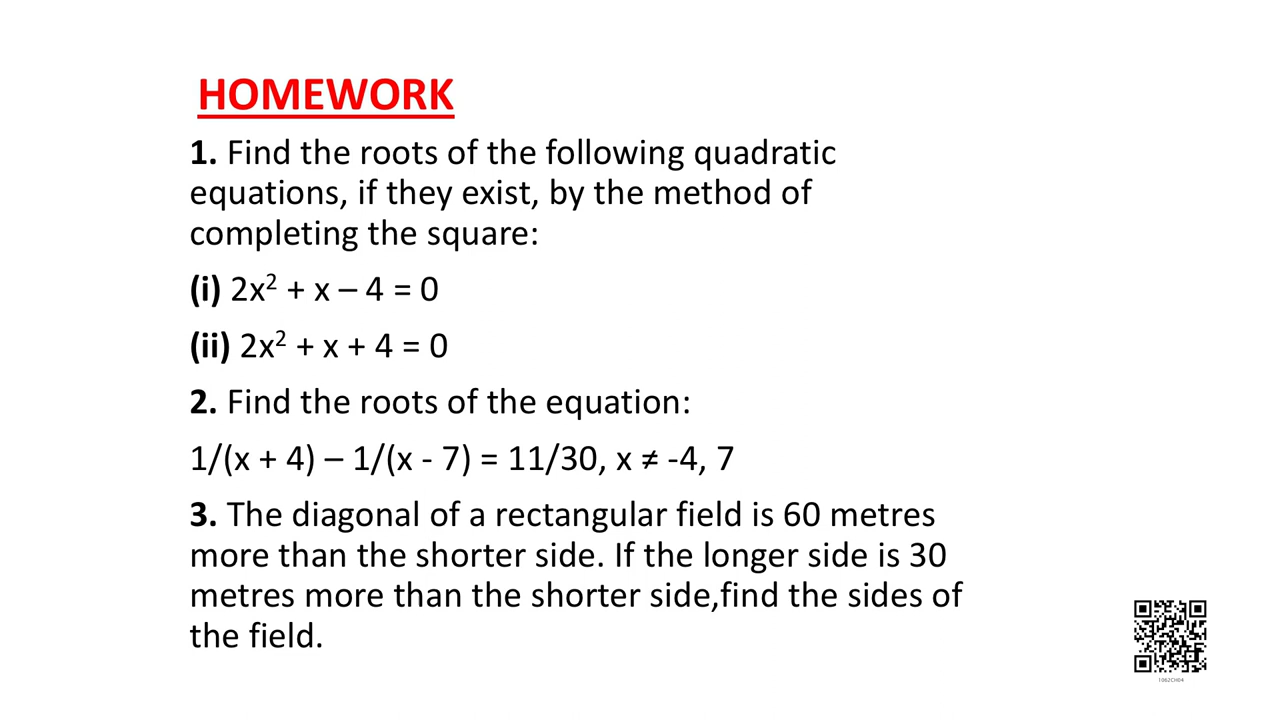 HOMEWORK
1. Find the roots of the following quadratic
equations, if they exist, by the method of
completing the square:
(i) 2x² + x – 4 = 0
(ii) 2x² + x + 4 = 0
2. Find the roots of the equation:
1/(x + 4) – 1/(x - 7) = 11/30, x ≠ -4, 7
3. The diagonal of a rectangular field is 60 metres
more than the shorter side. If the longer side is 30
metres more than the shorter side,find the sides of
the field.
1062CH04